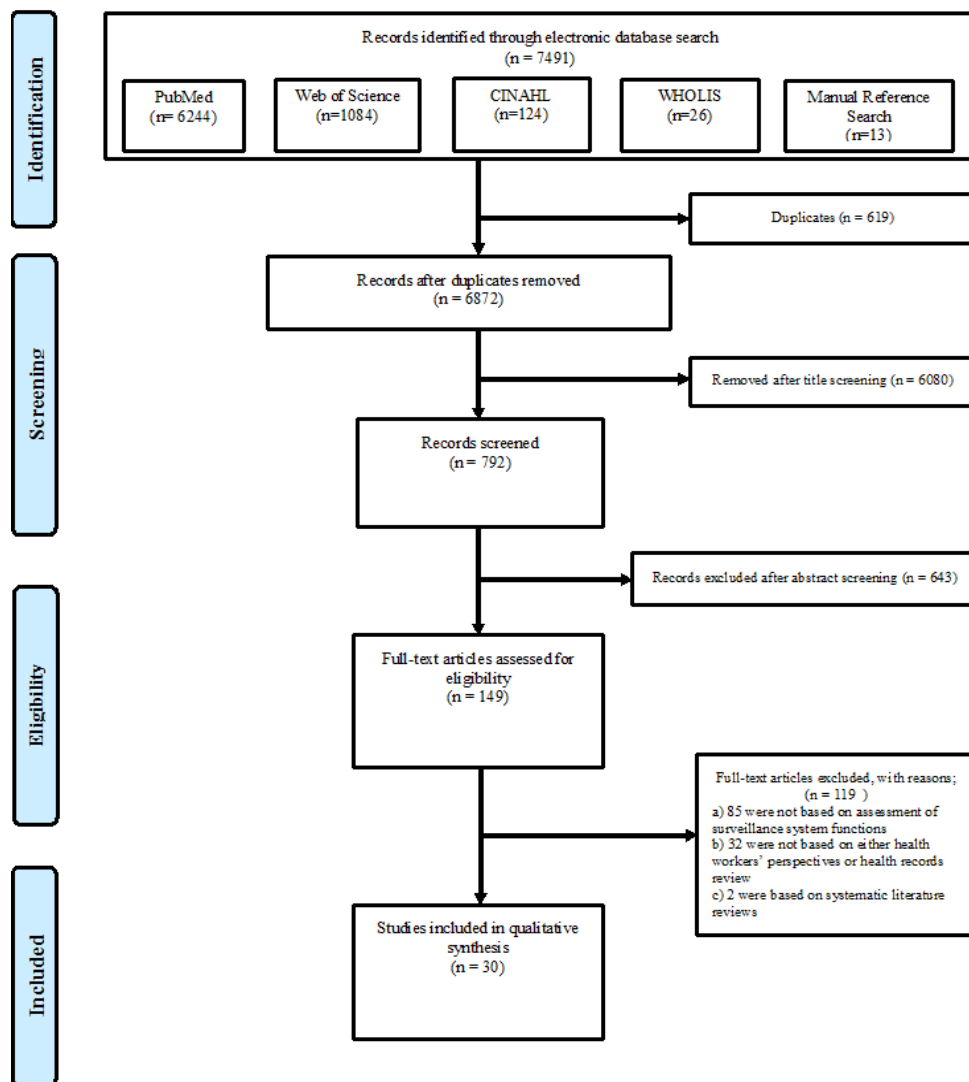 Identification
Records identified through electronic database search
(n = 7491)
PubMed
(n= 6244)
Web of Science
(n=1084)
CINAHL
(n=124)
WHOLIS
(n=26)
Manual Reference
Search
(n=13)
Duplicates (n = 619)
Screening
Records after duplicates removed
(n = 6872)
Removed after title screening (n = 6080)
Records screened
(n = 792)
Records excluded after abstract screening (n = 643)
Eligibility
Full-text articles assessed for
eligibility
(n = 149)
Full-text articles excluded, with reasons;
(n = 119 )
a) 85 were not based on assessment of
surveillance system functions
b) 32 were not based on either health
workers' perspectives or health records
review
c) 2 were based on systematic literature
reviews
Included
Studies included in qualitative
synthesis
(n = 30)